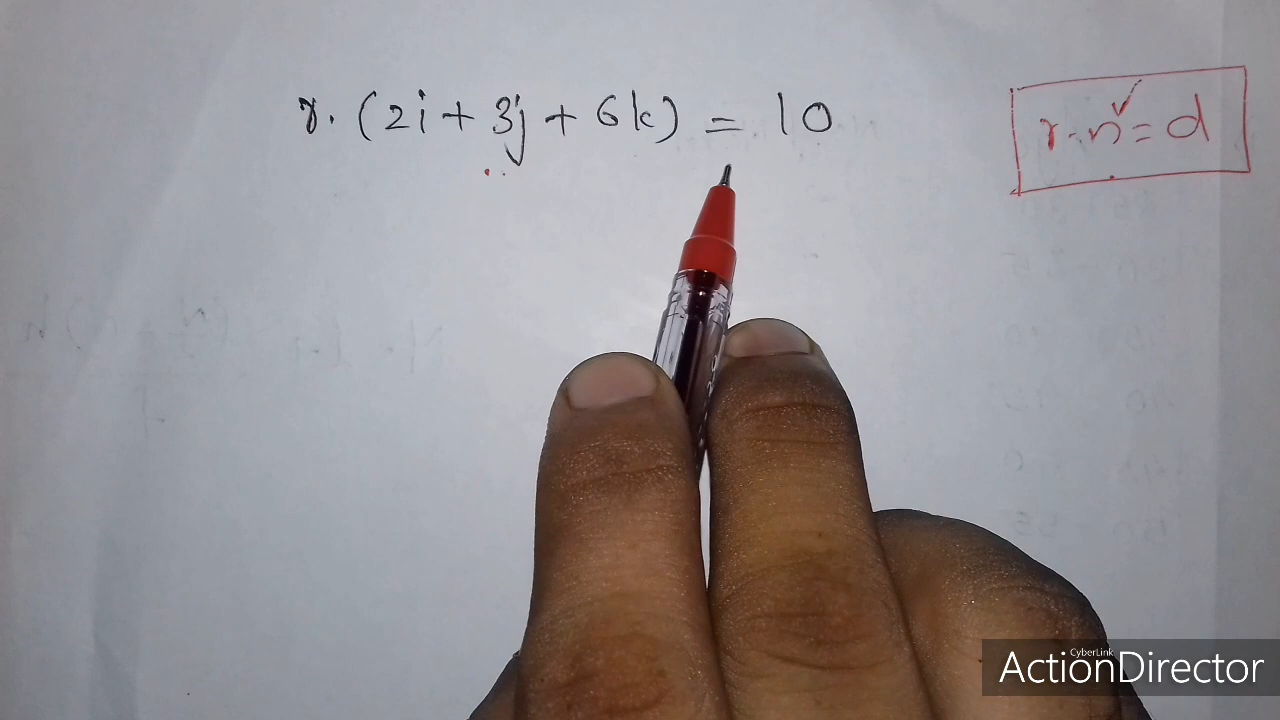 r. (2i + 3j + 6k) = 10
r. n = d
CyberLink
ActionDirector